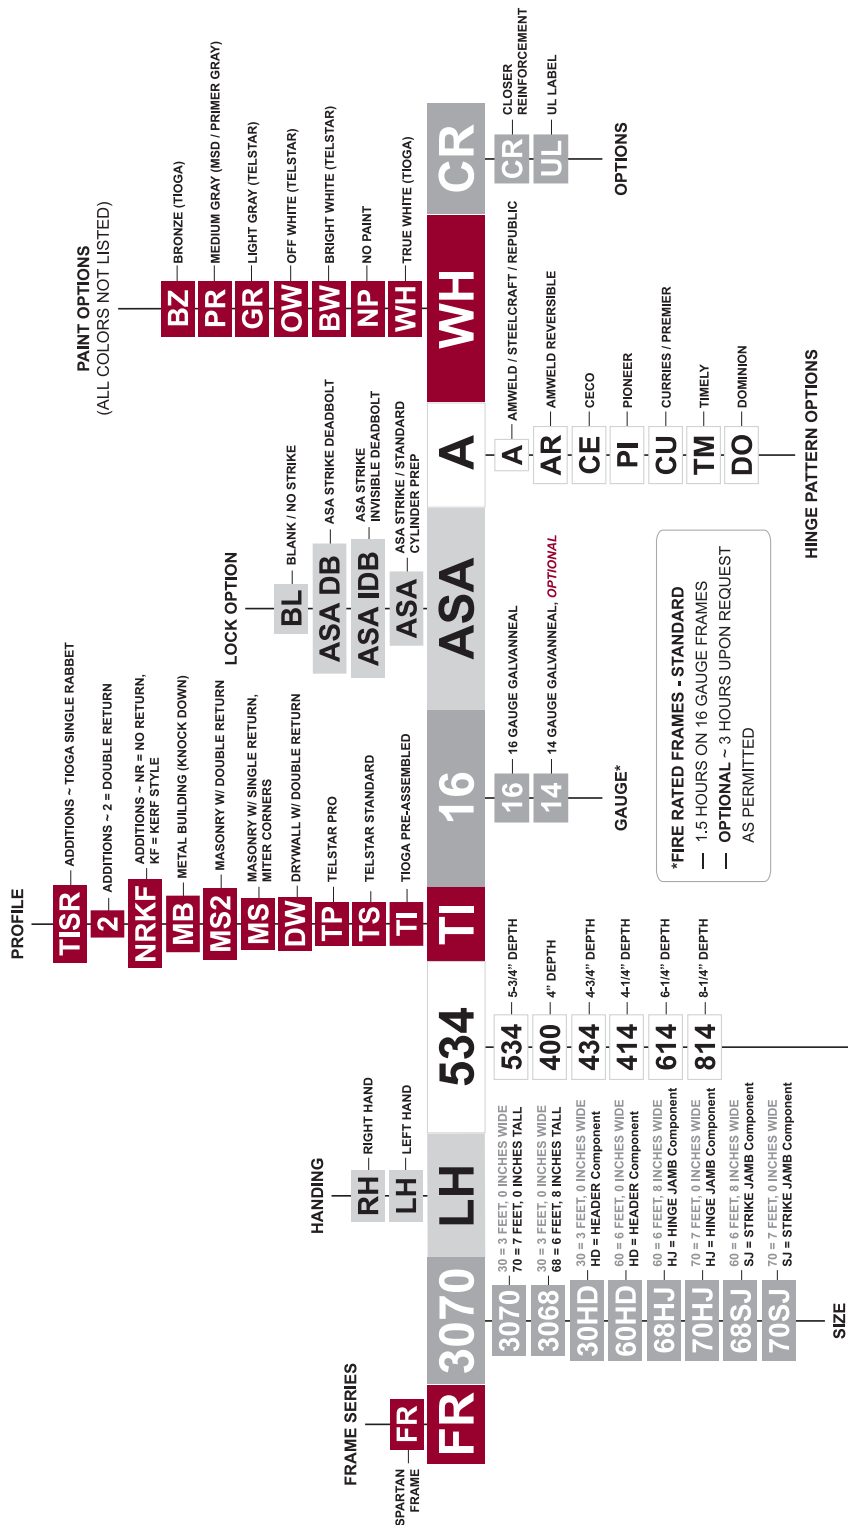 FRAME SERIES
FR
SPARTAN
FRAME
HANDING
RH
RIGHT HAND
LH
LEFT HAND
PROFILE
TISR
ADDITIONS ~ TIOGA SINGLE RABBET
2
ADDITIONS ~ 2 = DOUBLE RETURN
NRKF
ADDITIONS ~ NR = NO RETURN,
KF = KERF STYLE
MB
METAL BUILDING (KNOCK DOWN)
MS2
MASONRY W/ DOUBLE RETURN
MS
MASONRY W/ SINGLE RETURN,
MITER CORNERS
DW
DRYWALL W/ DOUBLE RETURN
TP
TELSTAR PRO
TS
TELSTAR STANDARD
TI
TIOGA PRE-ASSEMBLED
LOCK OPTION
BL
BLANK / NO STRIKE
ASA DB
ASA STRIKE DEADBOLT
ASA IDB
ASA STRIKE
INVISIBLE DEADBOLT
ASA
ASA STRIKE / STANDARD
CYLINDER PREP
PAINT OPTIONS
(ALL COLORS NOT LISTED)
BZ
BRONZE (TIOGA)
PR
MEDIUM GRAY (MSD / PRIMER GRAY)
GR
LIGHT GRAY (TELSTAR)
OW
OFF WHITE (TELSTAR)
BW
BRIGHT WHITE (TELSTAR)
NP
NO PAINT
WH
TRUE WHITE (TIOGA)
FR 3070 LH 534 TI 16 ASA A WH CR
3070
30 = 3 FEET, 0 INCHES WIDE
70 = 7 FEET, 0 INCHES TALL
3068
30 = 3 FEET, 0 INCHES WIDE
68 = 6 FEET, 8 INCHES TALL
30HD
30 = 3 FEET, 0 INCHES WIDE
HD = HEADER Component
60HD
60 = 6 FEET, 0 INCHES WIDE
HD = HEADER Component
68HJ
60 = 6 FEET, 8 INCHES WIDE
HJ = HINGE JAMB Component
70HJ
70 = 7 FEET, 0 INCHES WIDE
HJ = HINGE JAMB Component
68SJ
60 = 6 FEET, 8 INCHES WIDE
SJ = STRIKE JAMB Component
70SJ
70 = 7 FEET, 0 INCHES WIDE
SJ = STRIKE JAMB Component
SIZE
534
5-3/4” DEPTH
400
4” DEPTH
434
4-3/4” DEPTH
414
4-1/4” DEPTH
614
6-1/4” DEPTH
814
8-1/4” DEPTH
16
16 GAUGE GALVANNEAL
14
14 GAUGE GALVANNEAL, OPTIONAL
GAUGE*
*FIRE RATED FRAMES - STANDARD
— 1.5 HOURS ON 16 GAUGE FRAMES
— OPTIONAL ~ 3 HOURS UPON REQUEST
AS PERMITTED
A
AMWELD / STEELCRAFT / REPUBLIC
AR
AMWELD REVERSIBLE
CE
CECO
PI
PIONEER
CU
CURRIES / PREMIER
TM
TIMELY
DO
DOMINION
HINGE PATTERN OPTIONS
CR
CLOSER
REINFORCEMENT
UL
UL LABEL
OPTIONS